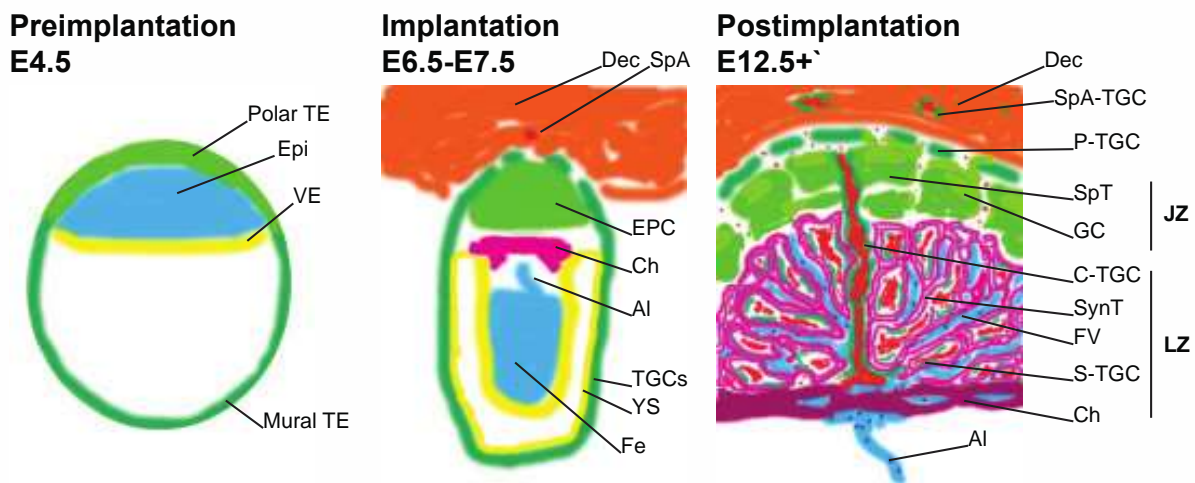 Preimplantation
E4.5
Polar TE
Epi
VE
Mural TE
Implantation
E6.5-E7.5
Dec SpA
EPC
Ch
Al
TGCs
YS
Fe
Postimplantation
E12.5+`
Dec
SpA-TGC
P-TGC
SpT
GC
JZ
C-TGC
SynT
FV
S-TGC
LZ
Ch
Al